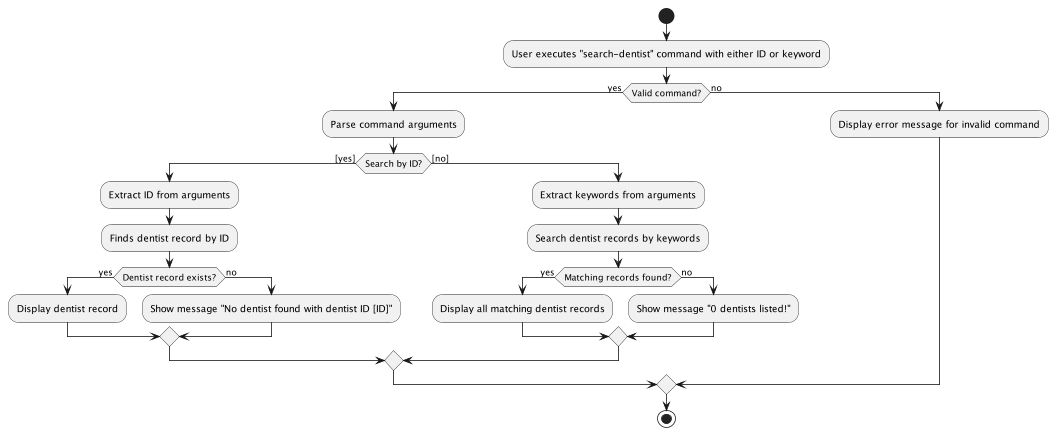 User executes "search-dentist" command with either ID or keyword
yes
Valid command?
no
Parse command arguments
Display error message for invalid command
[yes]
Search by ID?
[no]
Extract ID from arguments
Extract keywords from arguments
Finds dentist record by ID
Search dentist records by keywords
yes
Dentist record exists?
no
yes
Matching records found?
no
Display dentist record
Show message "No dentist found with dentist ID [ID]"
Display all matching dentist records
Show message "0 dentists listed!"